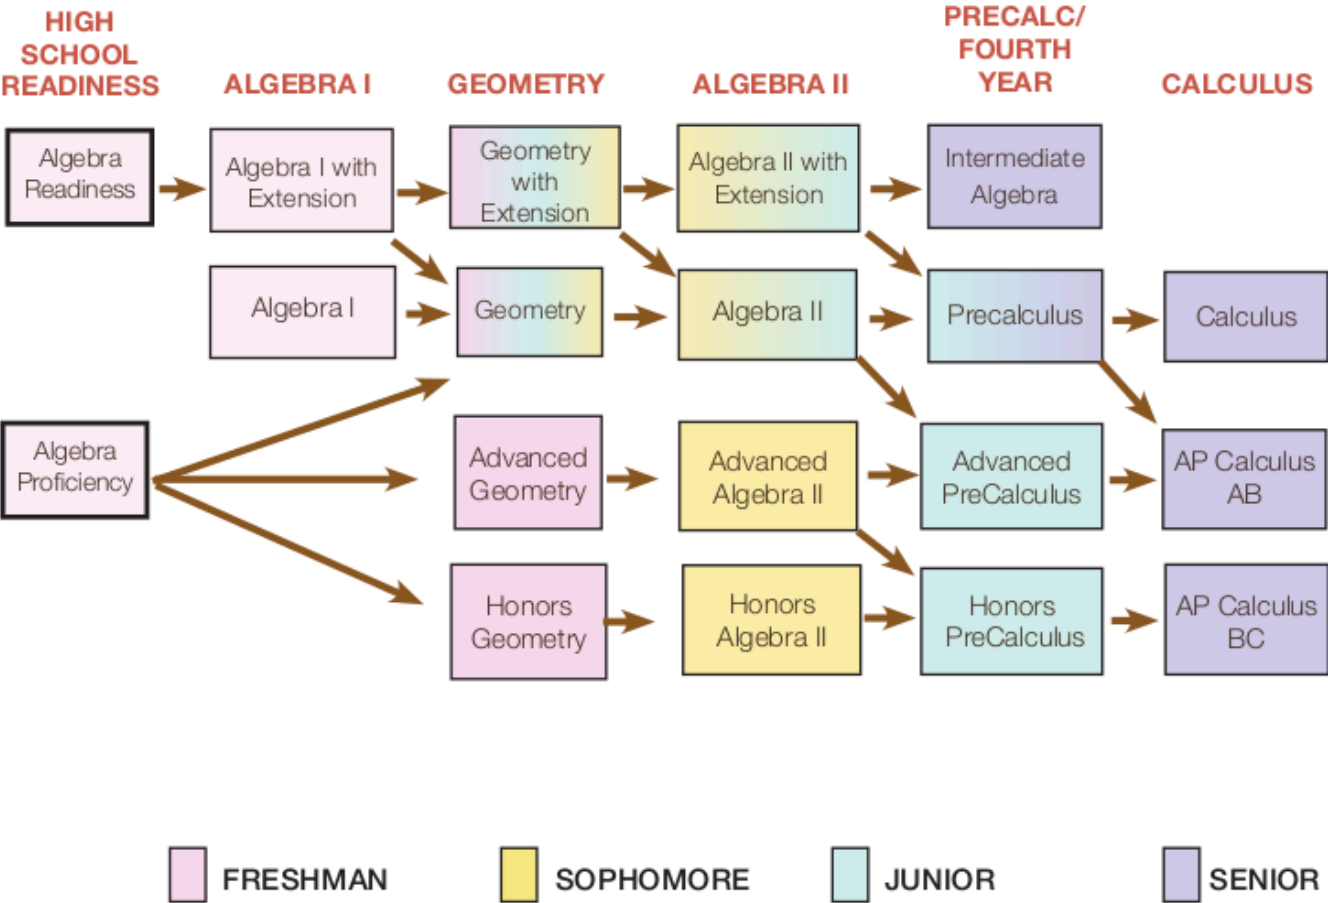 HIGH
SCHOOL
READINESS
ALGEBRA I
GEOMETRY
ALGEBRA II
PRECALC/
FOURTH
YEAR
CALCULUS
Algebra
Readiness
Algebra I with
Extension
Geometry
with
Extension
Algebra II with
Extension
Intermediate
Algebra
Algebra I
Geometry
Algebra II
Precalculus
Calculus
Algebra
Proficiency
Advanced
Geometry
Advanced
Algebra II
Advanced
PreCalculus
AP Calculus
AB
Honors
Geometry
Honors
Algebra II
Honors
PreCalculus
AP Calculus
BC
FRESHMAN
SOPHOMORE
JUNIOR
SENIOR